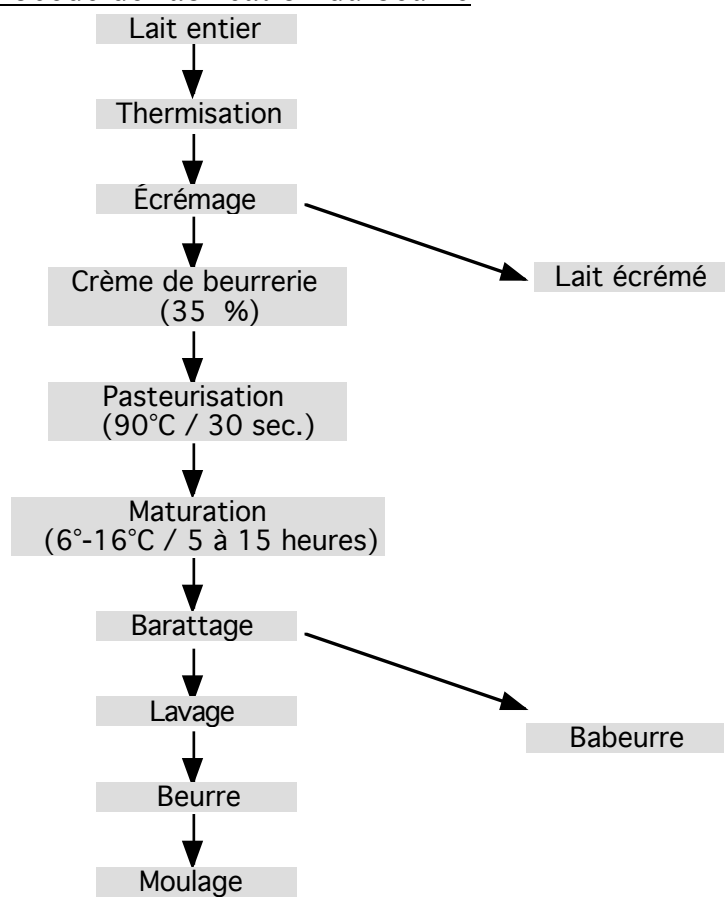 Lait entier
Thermisation
Écrémage
Crème de beurrerie
(35 %)
Lait écrémé
Pasteurisation
(90°C / 30 sec.)
Maturation
(6°-16°C / 5 à 15 heures)
Barattage
Lavage
Babeurre
Beurre
Moulage